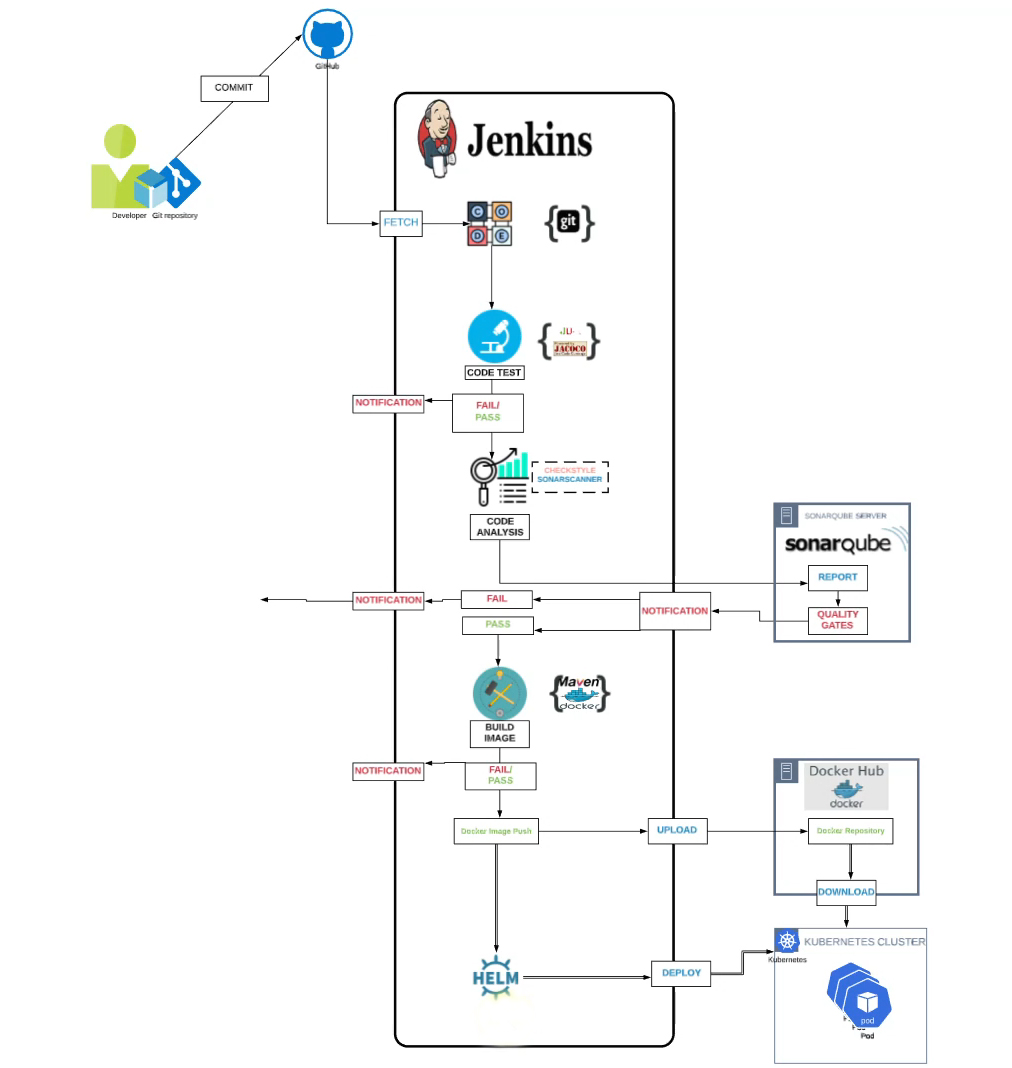 GitHub
COMMIT
Jenkins
Developer
Git repository
FETCH
C
O
D
E
git
JACOCO
CODE TEST
NOTIFICATION
FAIL/
PASS
CHECKSTYLE
SONARSCANNER
CODE
ANALYSIS
SONARQUBE SERVER
sonarqube
REPORT
NOTIFICATION
FAIL
NOTIFICATION
QUALITY
GATES
PASS
Maven
docker
BUILD
IMAGE
NOTIFICATION
FAIL/
PASS
Docker Hub
docker
Docker Image Push
UPLOAD
Docker Repository
DOWNLOAD
KUBERNETES CLUSTER
Kubernetes
HELM
DEPLOY
pod
Pod